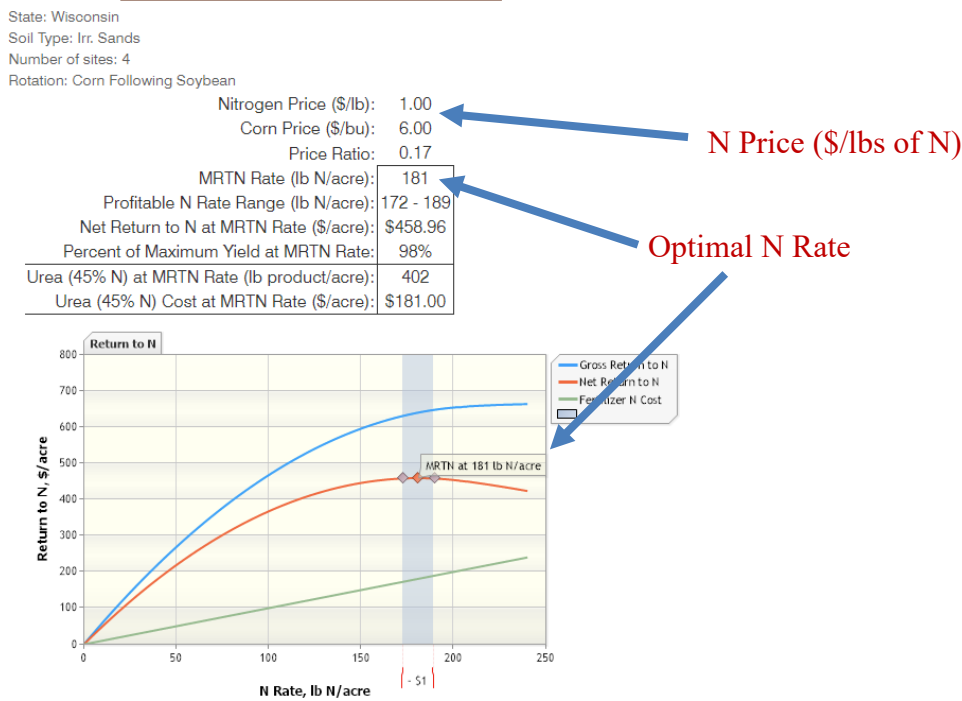 State: Wisconsin
Soil Type: Irr. Sands
Number of sites: 4
Rotation: Corn Following Soybean
Nitrogen Price ($/lb): 1.00
Corn Price ($/bu): 6.00
Price Ratio: 0.17
MRTN Rate (lb N/acre): 181
Profitable N Rate Range (lb N/acre): 172 - 189
Net Return to N at MRTN Rate ($/acre): $458.96
Percent of Maximum Yield at MRTN Rate: 98%
Urea (45% N) at MRTN Rate (lb product/acre): 402
Urea (45% N) Cost at MRTN Rate ($/acre): $181.00
N Price ($/lbs of N)
Optimal N Rate
Return to N
800
700
600
500
400
300
200
100
0
Return to N, $/acre
Gross Return to N
Net Return to N
Fertilizer N Cost
MRTN at 181 lb N/acre
0 50 100 150 200 250
- $1
N Rate, lb N/acre